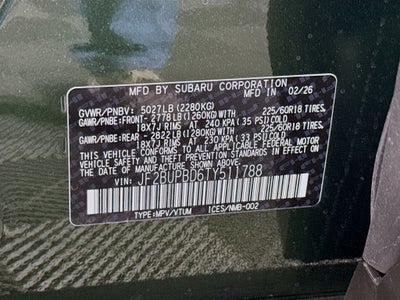 MFD BY SUBARU CORPORATION
MFD IN 02/26
GVWR/PNBV: 5027LB(2280KG)
GAWR/PNBE:FRONT- 2778LB(1260KG) 225/60R18 TIRES.
18X7J RIMS AT 240 KPA(35 PSI) COLD
GAWR/PNBE:REAR - 2822LB(1280KG) 225/60R18 TIRES.
18X7J RIMS AT 230 KPA(33 PSI) COLD
THIS VEHICLE CONFORMS TO ALL APPLICABLE FEDERAL MOTOR
VEHICLE SAFETY AND THEFT PREVENTION STANDARDS IN EFFECT ON
THE DATE OF MANUFACTURE SHOWN ABOVE.
VIN: JF2BUPBD6TY511788
TYPE:MPV/VTUM ICES/NMB-002